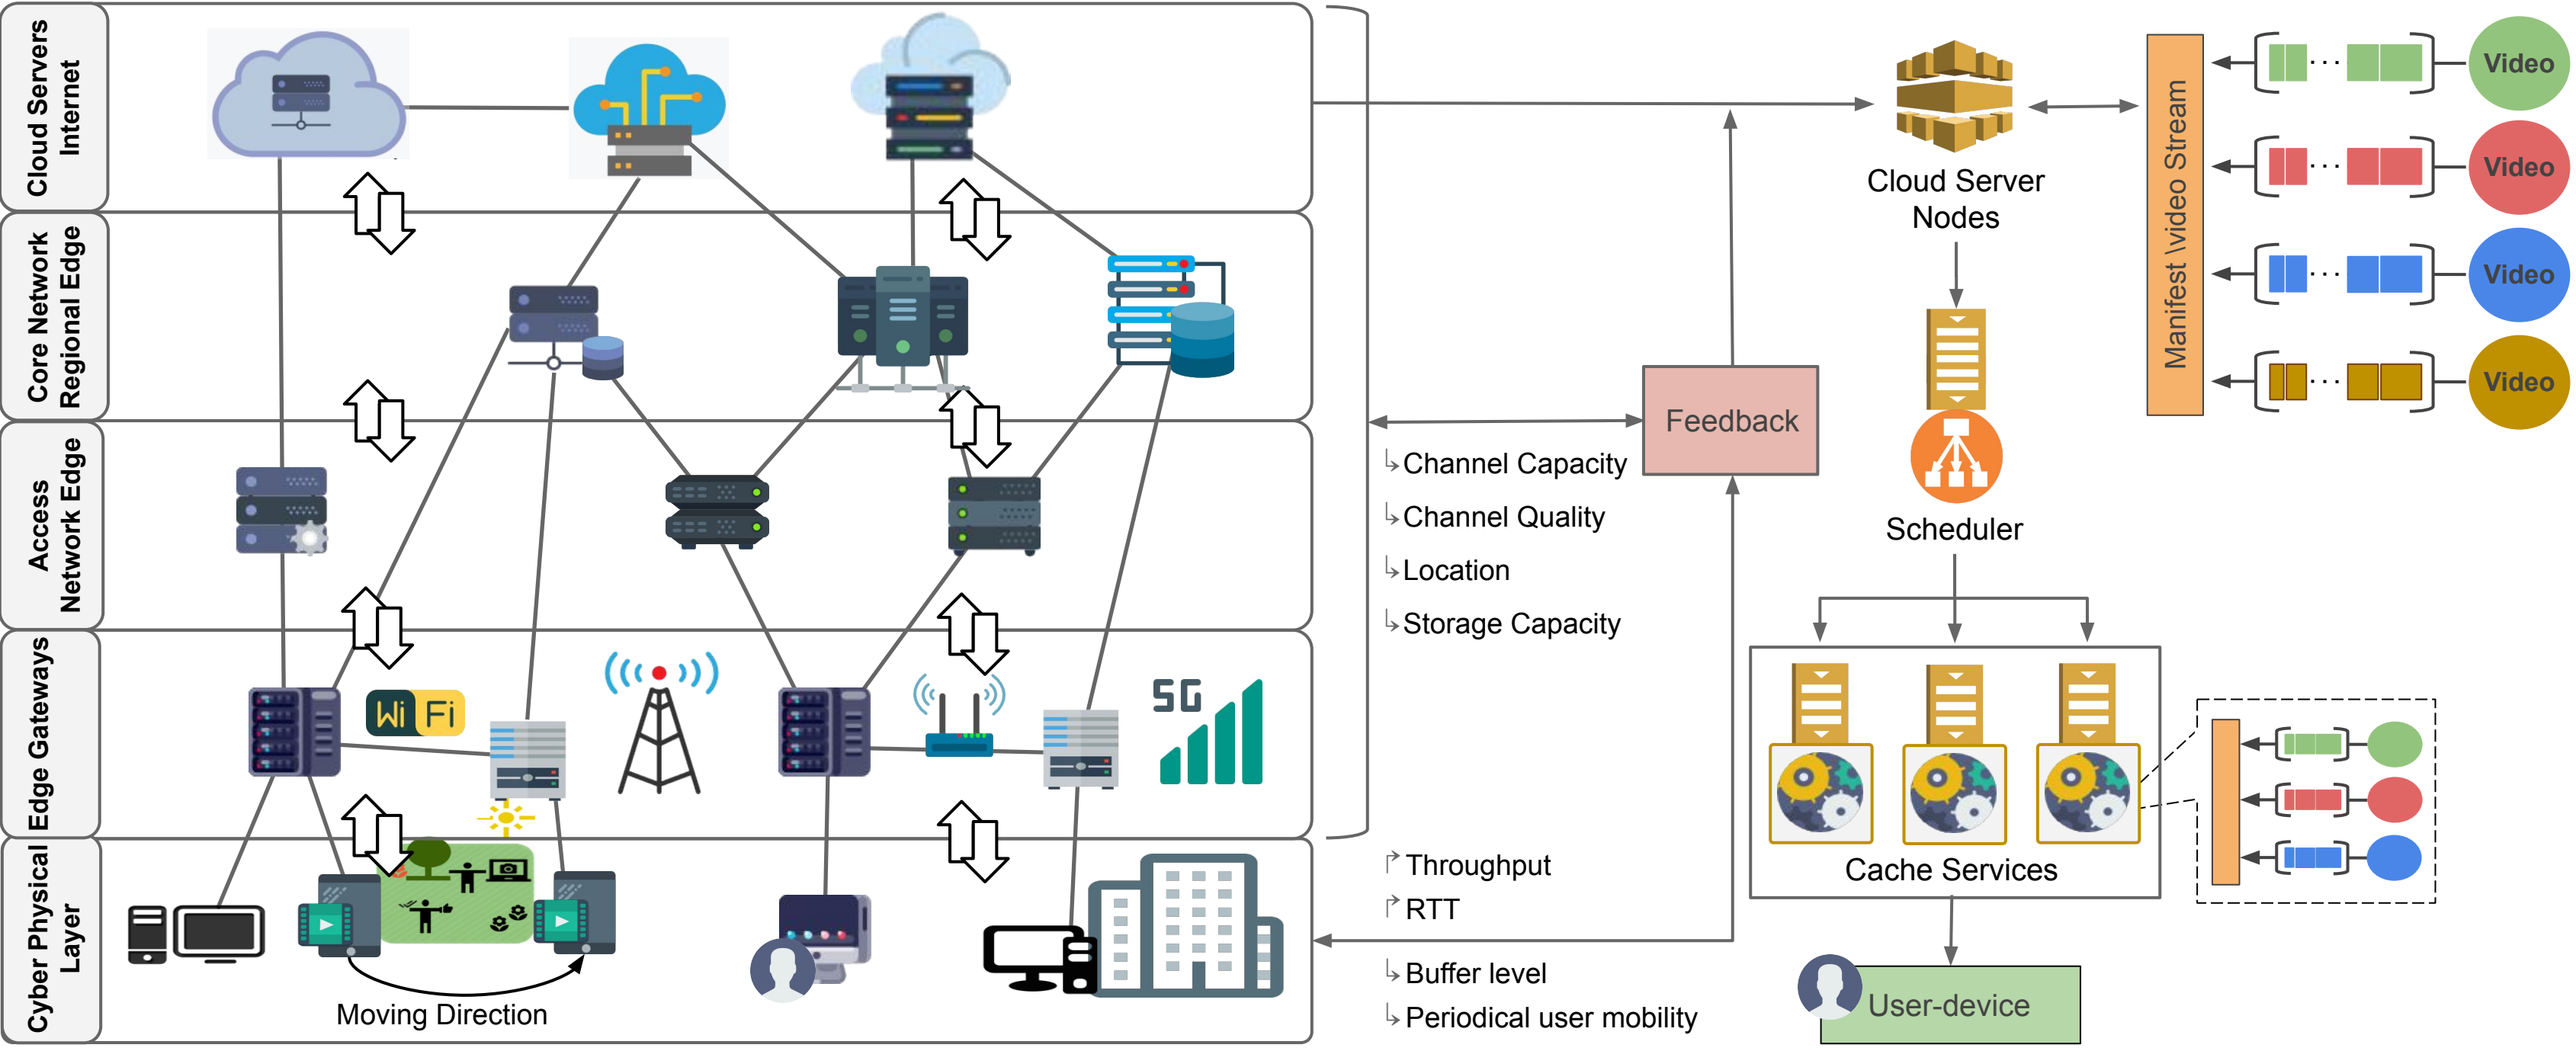 Cloud Servers
Internet
Core Network
Regional Edge
Access
Network Edge
Edge Gateways
Cyber Physical
Layer
Wi Fi
5G
Moving Direction
Channel Capacity
Channel Quality
Location
Storage Capacity
Throughput
RTT
Buffer level
Periodical user mobility
Feedback
Cloud Server
Nodes
Scheduler
Cache Services
User-device
Manifest \video Stream
Video
Video
Video
Video